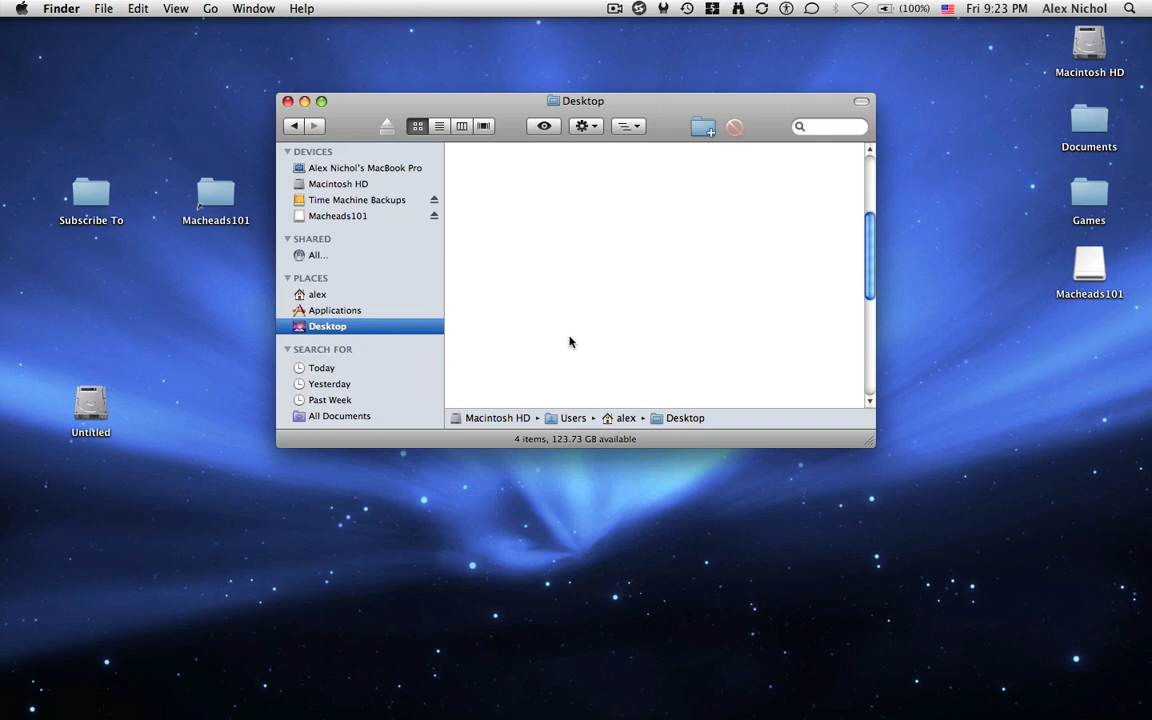 Finder File Edit View Go Window Help (100%) Fri 9:23 PM Alex Nichol
Macintosh HD
Documents
Games
Macheads101
Subscribe To
Macheads101
Untitled
Desktop
DEVICES
Alex Nichol's MacBook Pro
Macintosh HD
Time Machine Backups
Macheads101
SHARED
All...
PLACES
alex
Applications
Desktop
SEARCH FOR
Today
Yesterday
Past Week
All Documents
Macintosh HD Users alex Desktop
4 items, 123.73 GB available